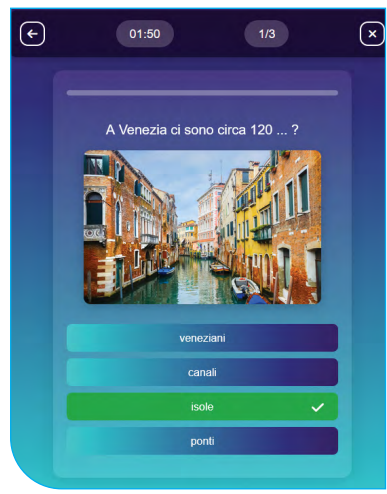 01:50
1/3
A Venezia ci sono circa 120 ... ?
veneziani
canali
isole
ponti